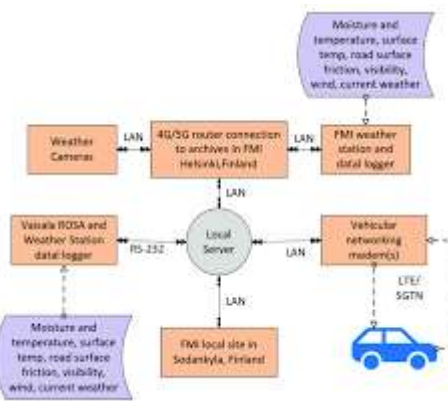 Moisture and
temperature, surface
temp, road surface
friction, visibility,
wind, current weather
LAN
LAN
Weather
Cameras
4G/5G router connection
to archives in FMI
Helsinki,Finland
FMI weather
station and
datal logger
LAN
Vaisala ROSA and
Weather Station
datal logger
RS-232
Local
Server
LAN
Vehicular
networking
modem(s)
LTE/
5GTN
LAN
Moisture and
temperature, surface
temp, road surface
friction, visibility,
wind, current weather
FMI local site in
Sodankyla, Finland